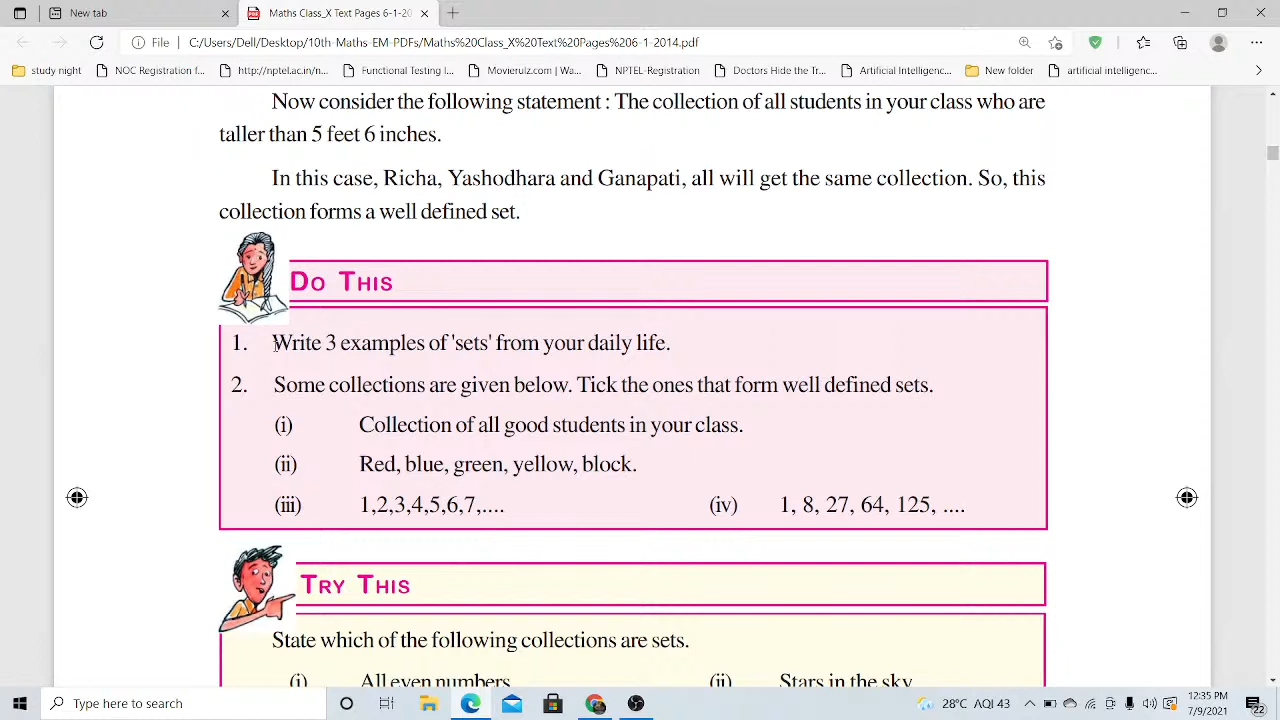 New tab
Maths Class_X Text Pages 6-1-20
File
C:/Users/Dell/Desktop/10th-Maths EM-PDFs/Maths%20Class_X%20Text%20Pages%206-1-2014.pdf
study night
NOC Registration f...
http://nptel.ac.in/n...
Functional Testing I...
Movierulz.com | Wa...
NPTEL-Registration
Doctors Hide the Tr...
Artificial Intelligenc...
New folder
artificial intelligenc...
Now consider the following statement : The collection of all students in your class who are
taller than 5 feet 6 inches.
In this case, Richa, Yashodhara and Ganapati, all will get the same collection. So, this
collection forms a well defined set.
DO THIS
1. Write 3 examples of 'sets' from your daily life.
2. Some collections are given below. Tick the ones that form well defined sets.
(i) Collection of all good students in your class.
(ii) Red, blue, green, yellow, block.
(iii) 1,2,3,4,5,6,7,.... (iv) 1, 8, 27, 64, 125, ....
TRY THIS
State which of the following collections are sets.
(i) All even numbers (ii) Stars in the sky
Type here to search
28°C AQI 43
12:35 PM
7/9/2021
22